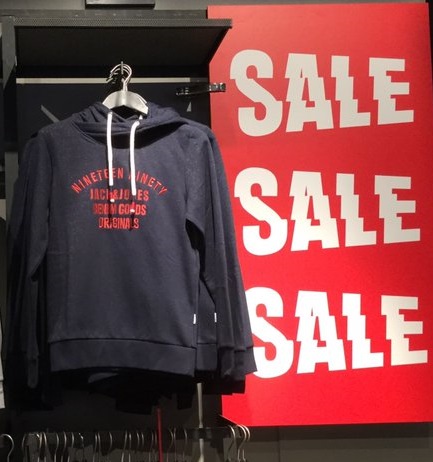 NINETEEN NINETY
JACK&JONES
DENIM GOODS
ORIGINALS
SALE
SALE
SALE